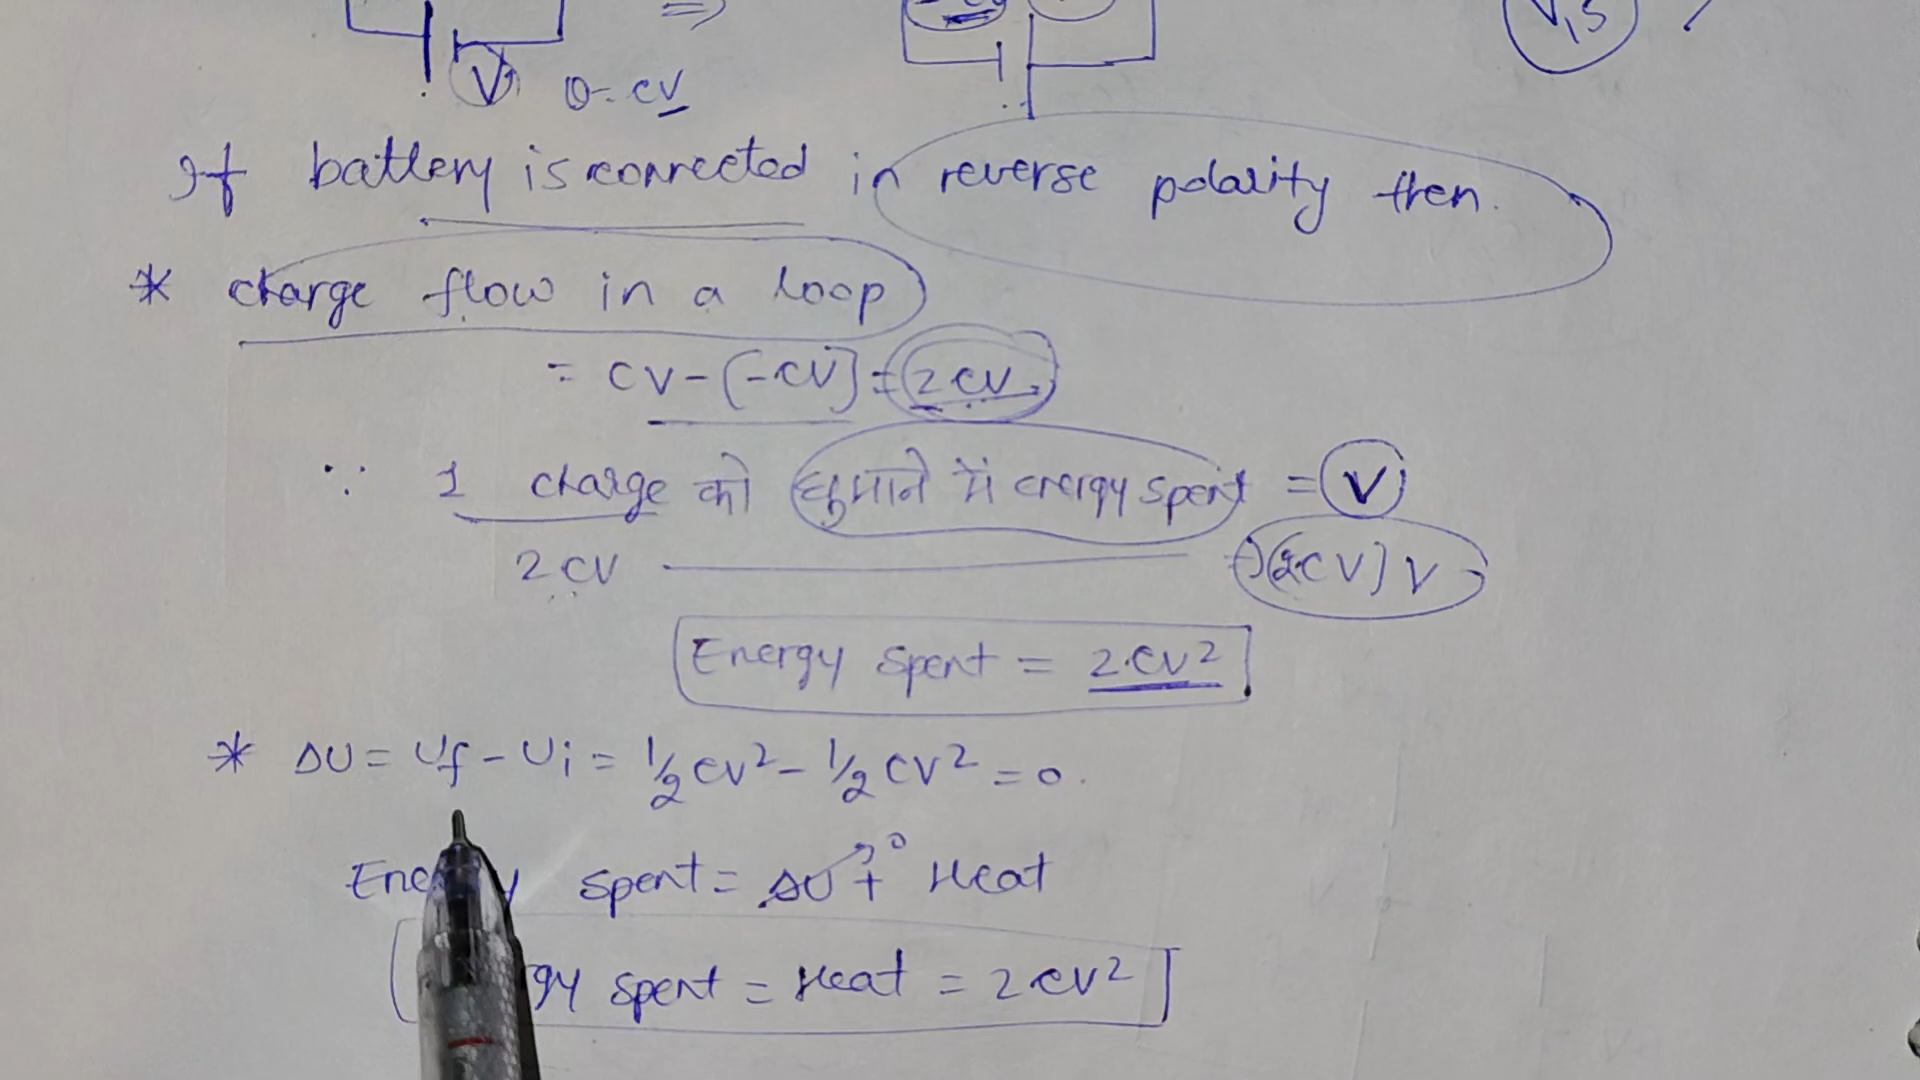 V Q = CV
V,S
If battery is connected in reverse polarity then.
* charge flow in a loop
= CV-(-CV) = 2CV
∵ 1 charge को घुमाने में energy spent = V
2CV (2CV)V
Energy spent = 2CV²
* ΔU = Uf - Ui = ½CV² - ½CV² = 0.
spent = ΔU⁰ + Heat
spent = Heat = 2CV²